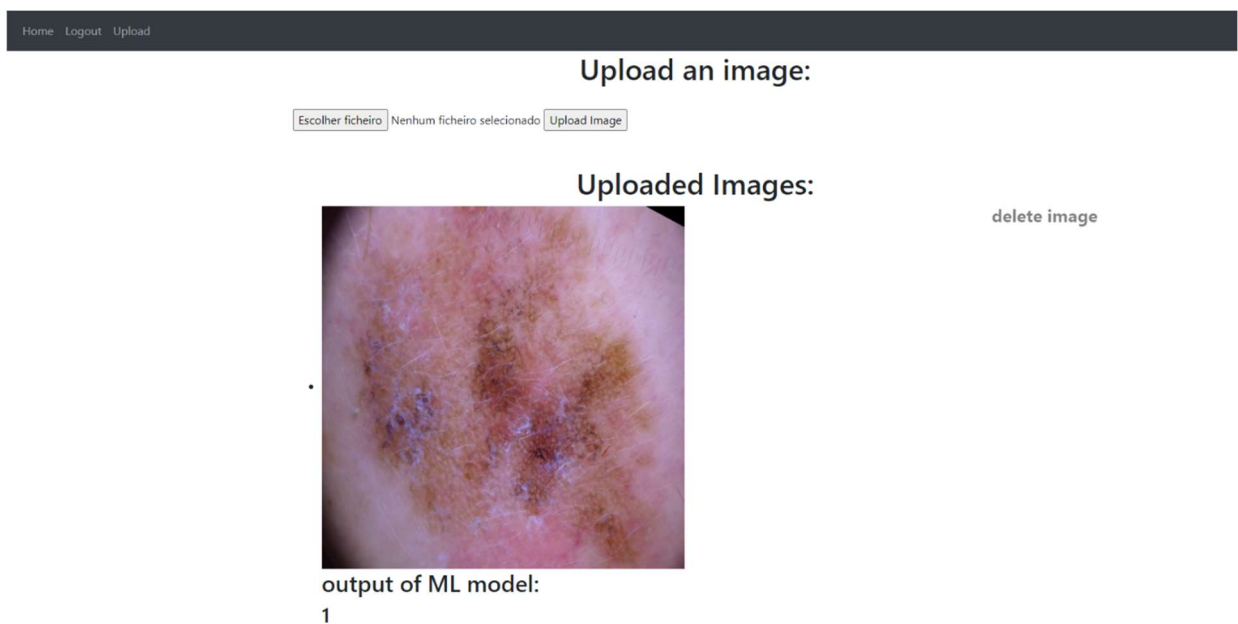 Home Logout Upload
Upload an image:
Escolher ficheiro Nenhum ficheiro selecionado Upload Image
Uploaded Images:
delete image
output of ML model:
1